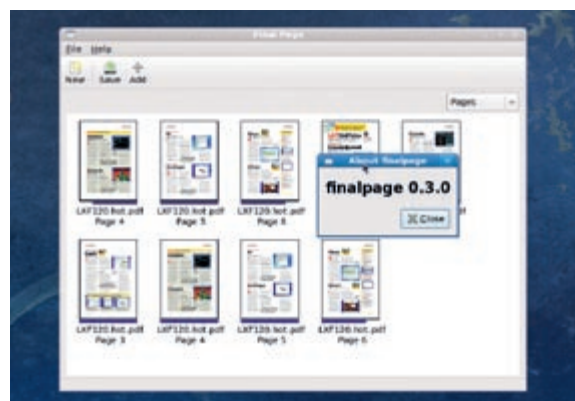 Final Page
File Help
New Save Add
Pages
About finalpage
finalpage 0.3.0
Close
LXF120.hot.pdf
Page 4
LXF120.hot.pdf
Page 5
LXF120.hot.pdf
Page 6
LXF120.hot.pdf
Page 3
LXF120.hot.pdf
Page 4
LXF120.hot.pdf
Page 5
LXF120.hot.pdf
Page 6